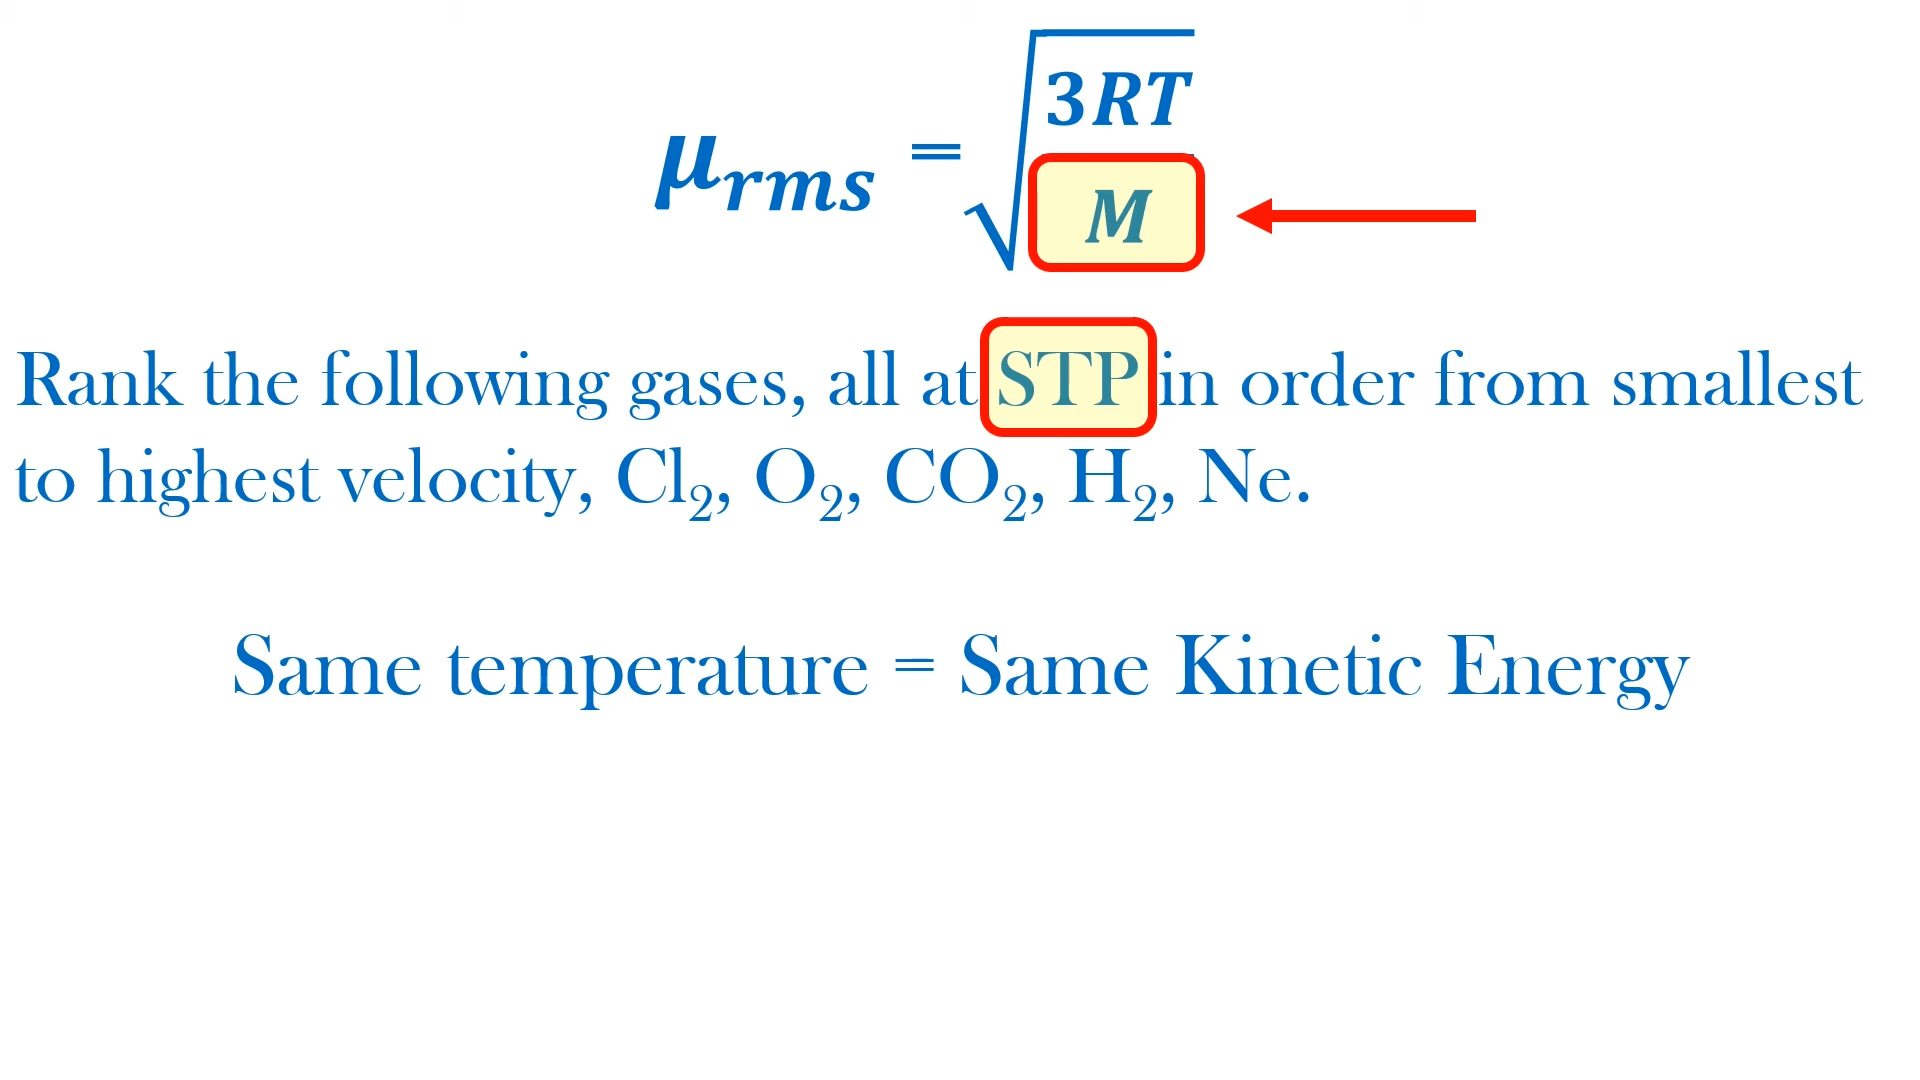 μrms = √3RT/M
Rank the following gases, all at STP in order from smallest
to highest velocity, Cl₂, O₂, CO₂, H₂, Ne.
Same temperature = Same Kinetic Energy